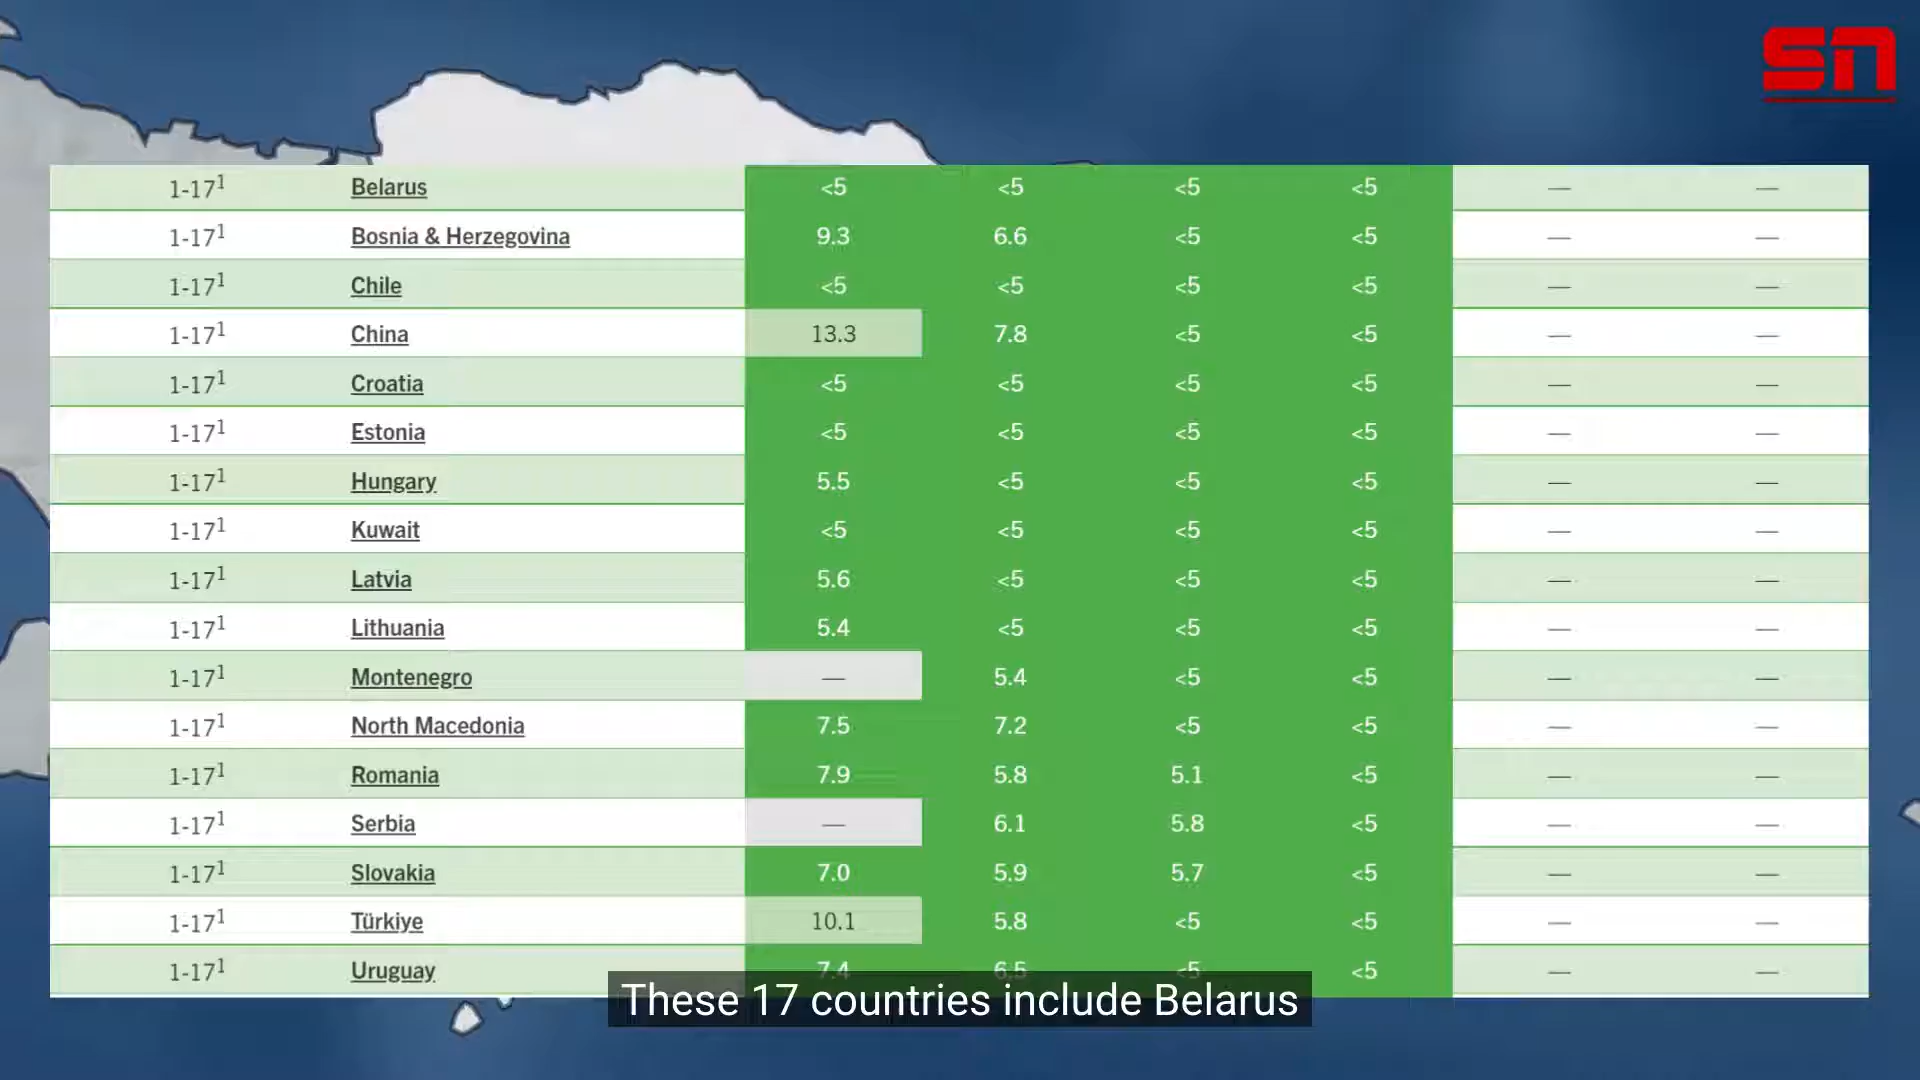 SN
1-17¹ Belarus <5 <5 <5 <5 — —
1-17¹ Bosnia & Herzegovina 9.3 6.6 <5 <5 — —
1-17¹ Chile <5 <5 <5 <5 — —
1-17¹ China 13.3 7.8 <5 <5 — —
1-17¹ Croatia <5 <5 <5 <5 — —
1-17¹ Estonia <5 <5 <5 <5 — —
1-17¹ Hungary 5.5 <5 <5 <5 — —
1-17¹ Kuwait <5 <5 <5 <5 — —
1-17¹ Latvia 5.6 <5 <5 <5 — —
1-17¹ Lithuania 5.4 <5 <5 <5 — —
1-17¹ Montenegro — 5.4 <5 <5 — —
1-17¹ North Macedonia 7.5 7.2 <5 <5 — —
1-17¹ Romania 7.9 5.8 5.1 <5 — —
1-17¹ Serbia — 6.1 5.8 <5 — —
1-17¹ Slovakia 7.0 5.9 5.7 <5 — —
1-17¹ Türkiye 10.1 5.8 <5 <5 — —
1-17¹ Uruguay 7.4 6.5 <5 <5 — —
These 17 countries include Belarus